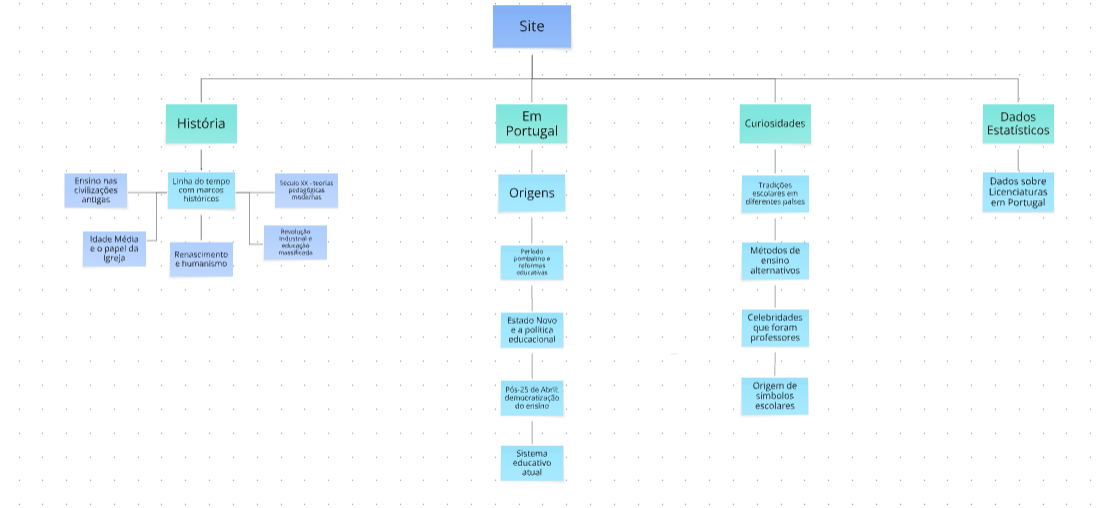 Site
História
Em
Portugal
Curiosidades
Dados
Estatísticos
Ensino nas
civilizações
antigas
Linha do tempo
com marcos
históricos
Século XX - teorias
pedagógicas
modernas
Idade Média
e o papel da
Igreja
Renascimento
e humanismo
Revolução
Industrial e
educação
massificada
Origens
Período
pombalino e
reformas
educativas
Estado Novo
e a política
educacional
Pós-25 de Abril:
democratização
do ensino
Sistema
educativo
atual
Tradições
escolares em
diferentes países
Métodos de
ensino
alternativos
Celebridades
que foram
professores
Origem de
símbolos
escolares
Dados sobre
Licenciaturas
em Portugal